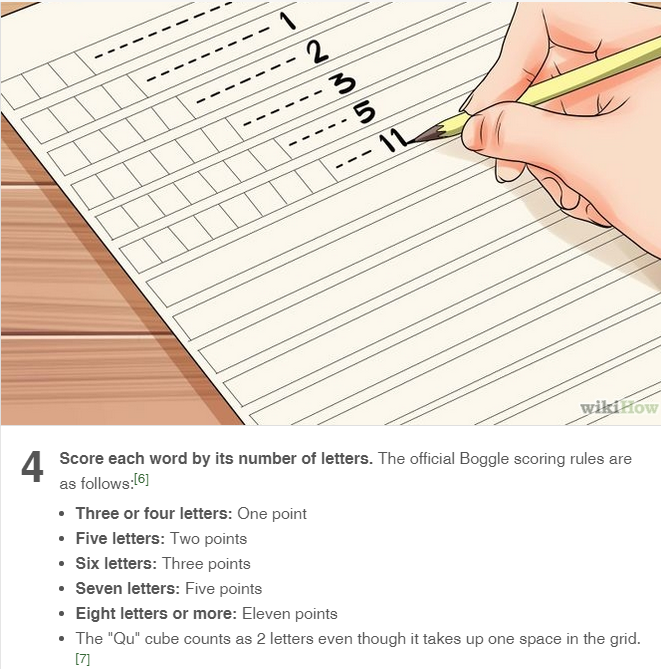 1
2
3
5
11
wikiHow
4
Score each word by its number of letters. The official Boggle scoring rules are
as follows:[6]
• Three or four letters: One point
• Five letters: Two points
• Six letters: Three points
• Seven letters: Five points
• Eight letters or more: Eleven points
• The "Qu" cube counts as 2 letters even though it takes up one space in the grid.
[7]